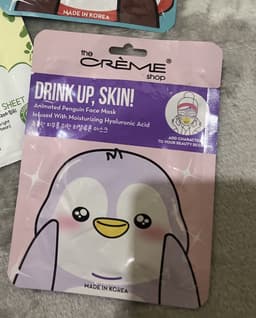 MADE IN KOREA
the
CRÈME
shop
DRINK UP, SKIN!
Animated Penguin Face Mask
Infused With Moisturizing Hyaluronic Acid
SHEET
ADD CHARACTER
TO YOUR BEAUTY
MADE IN KOREA